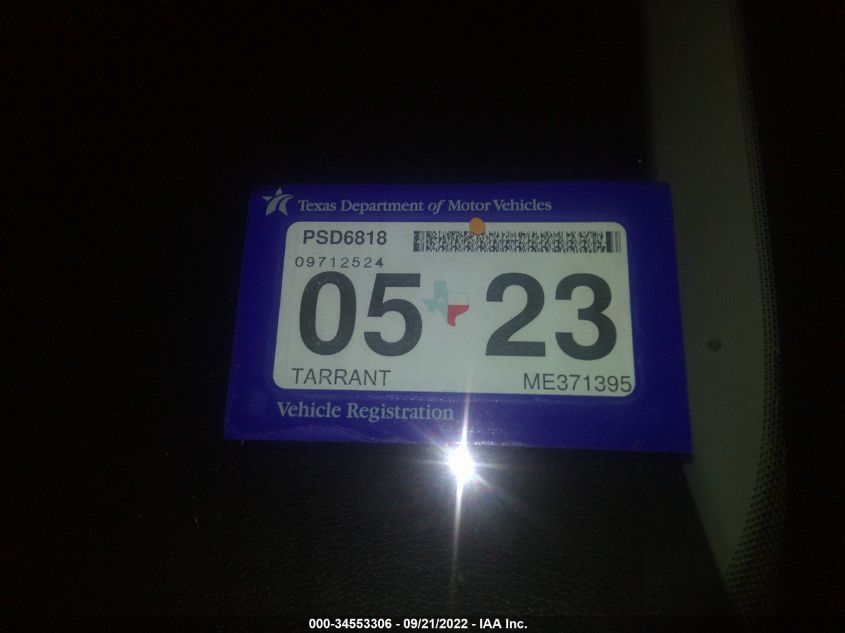 Texas Department of Motor Vehicles
PSD6818
09712524
05 23
TARRANT ME371395
Vehicle Registration
000-34553306 - 09/21/2022 - IAA Inc.